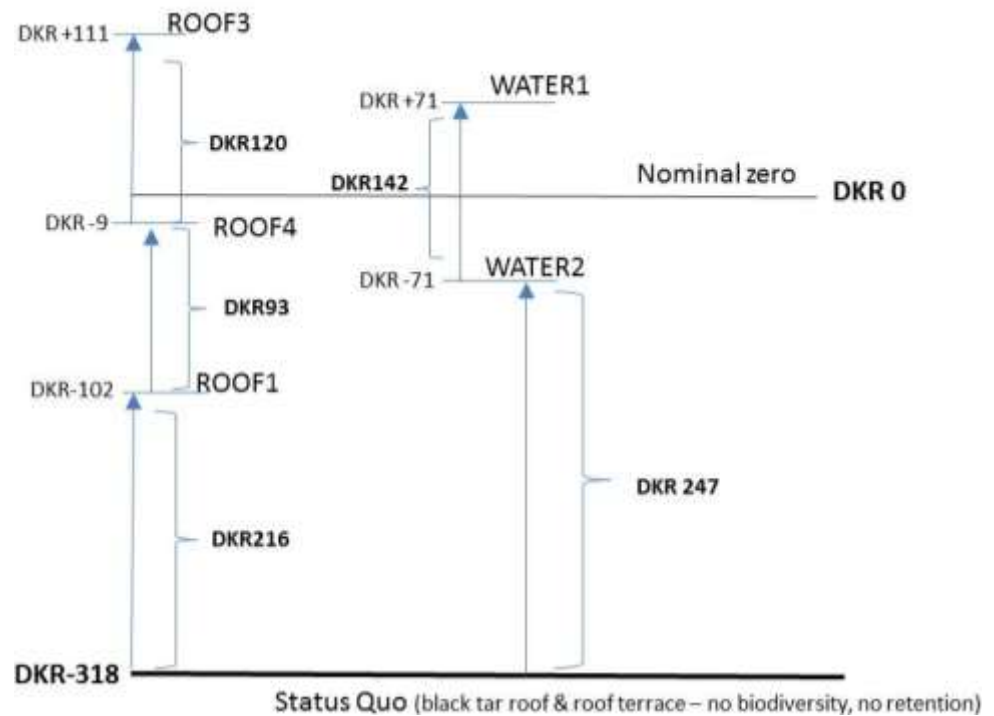 DKR +111 ROOF3
DKR +71 WATER1
DKR120
DKR142
Nominal zero
DKR 0
DKR -9 ROOF4
DKR -71 WATER2
DKR93
DKR-102 ROOF1
DKR 247
DKR216
DKR-318
Status Quo (black tar roof & roof terrace – no biodiversity, no retention)